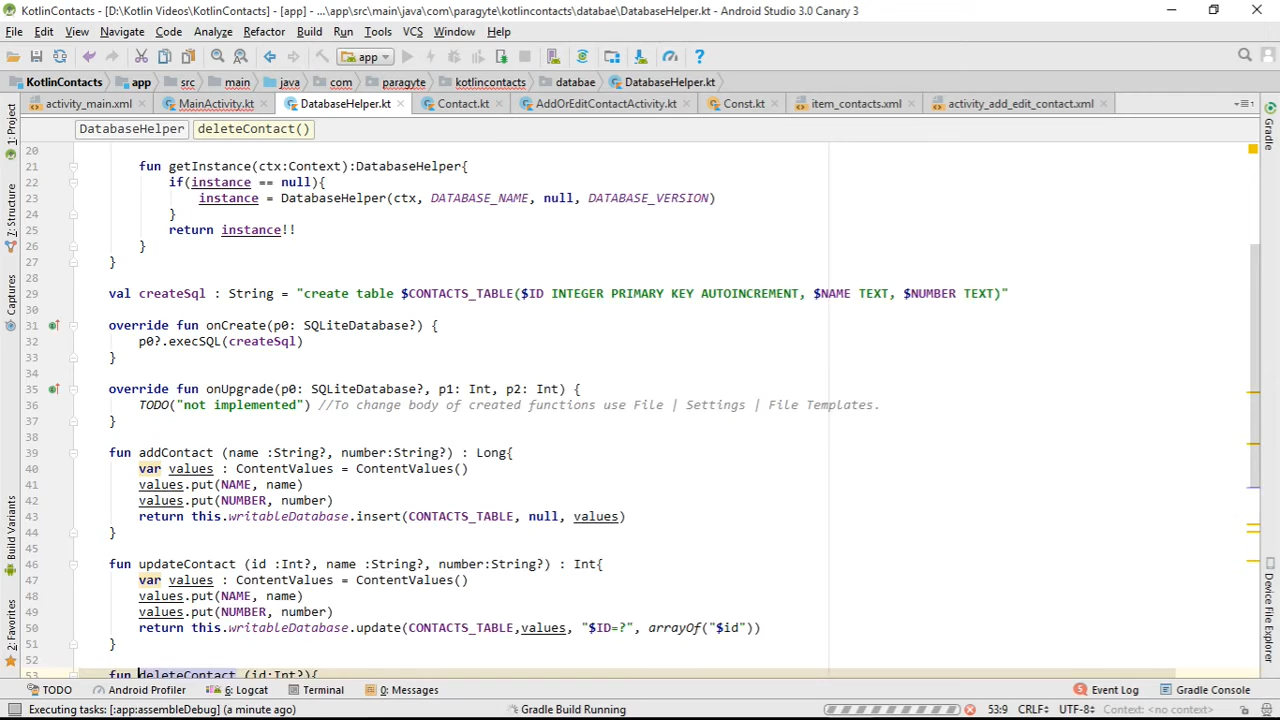 KotlinContacts - [D:\Kotlin Videos\KotlinContacts] - [app] - ...\app\src\main\java\com\paragyte\kotlincontacts\databae\DatabaseHelper.kt - Android Studio 3.0 Canary 3
File Edit View Navigate Code Analyze Refactor Build Run Tools VCS Window Help
app
KotlinContacts app src main java com paragyte kotlincontacts databae DatabaseHelper.kt
activity_main.xml MainActivity.kt DatabaseHelper.kt Contact.kt AddOrEditContactActivity.kt Const.kt item_contacts.xml activity_add_edit_contact.xml
DatabaseHelper deleteContact()
1: Project
7: Structure
Captures
Build Variants
2: Favorites
Gradle
Device File Explorer
20
21 fun getInstance(ctx:Context):DatabaseHelper{
22 if(instance == null){
23 instance = DatabaseHelper(ctx, DATABASE_NAME, null, DATABASE_VERSION)
24 }
25 return instance!!
26 }
27 }
28
29 val createSql : String = "create table $CONTACTS_TABLE($ID INTEGER PRIMARY KEY AUTOINCREMENT, $NAME TEXT, $NUMBER TEXT)"
30
31 override fun onCreate(p0: SQLiteDatabase?) {
32 p0?.execSQL(createSql)
33 }
34
35 override fun onUpgrade(p0: SQLiteDatabase?, p1: Int, p2: Int) {
36 TODO("not implemented") //To change body of created functions use File | Settings | File Templates.
37 }
38
39 fun addContact (name :String?, number:String?) : Long{
40 var values : ContentValues = ContentValues()
41 values.put(NAME, name)
42 values.put(NUMBER, number)
43 return this.writableDatabase.insert(CONTACTS_TABLE, null, values)
44 }
45
46 fun updateContact (id :Int?, name :String?, number:String?) : Int{
47 var values : ContentValues = ContentValues()
48 values.put(NAME, name)
49 values.put(NUMBER, number)
50 return this.writableDatabase.update(CONTACTS_TABLE,values, "$ID=?", arrayOf("$id"))
51 }
52
53 fun deleteContact (id:Int?){
TODO Android Profiler 6: Logcat Terminal 0: Messages Event Log Gradle Console
Executing tasks: [:app:assembleDebug] (a minute ago) Gradle Build Running 53:9 CRLF÷ UTF-8÷ Context: <no context>